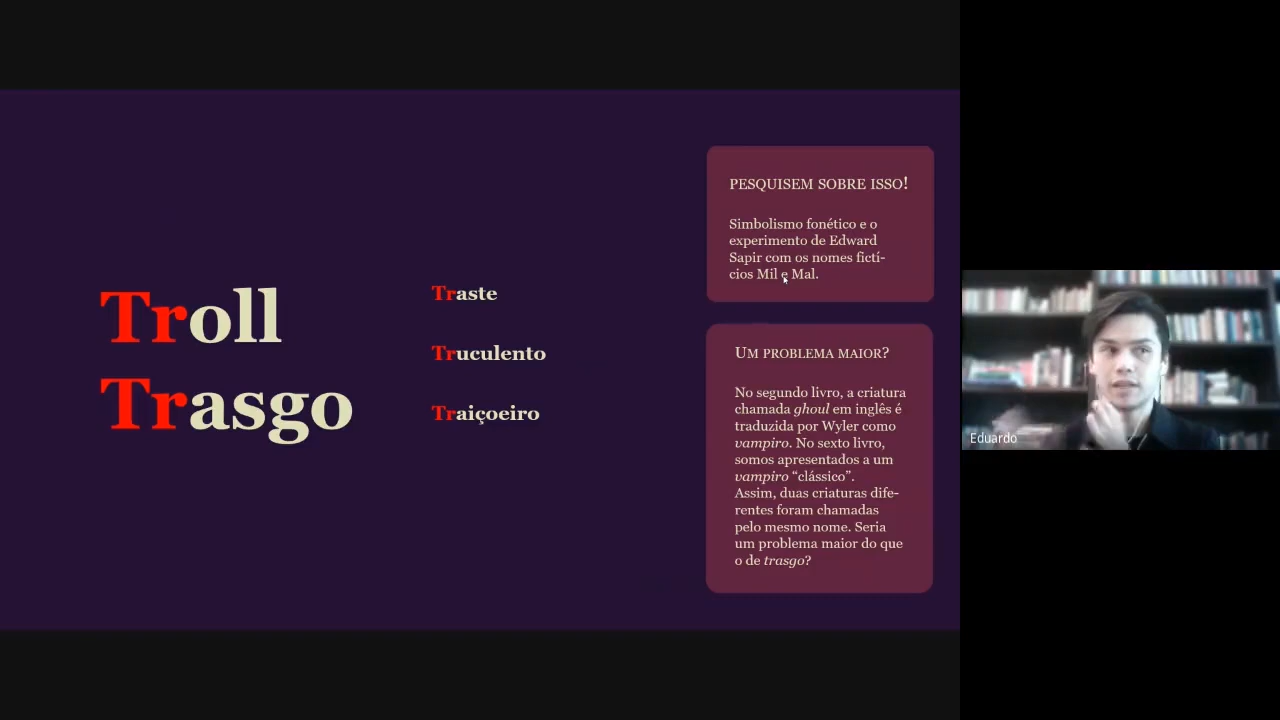 Troll
Trasgo
Traste
Truculento
Traiçoeiro
PESQUISEM SOBRE ISSO!
Simbolismo fonético e o
experimento de Edward
Sapir com os nomes fictí-
cios Mil e Mal.
UM PROBLEMA MAIOR?
No segundo livro, a criatura
chamada ghoul em inglês é
traduzida por Wyler como
vampiro. No sexto livro,
somos apresentados a um
vampiro “clássico”.
Assim, duas criaturas dife-
rentes foram chamadas
pelo mesmo nome. Seria
um problema maior do que
o de trasgo?
Eduardo